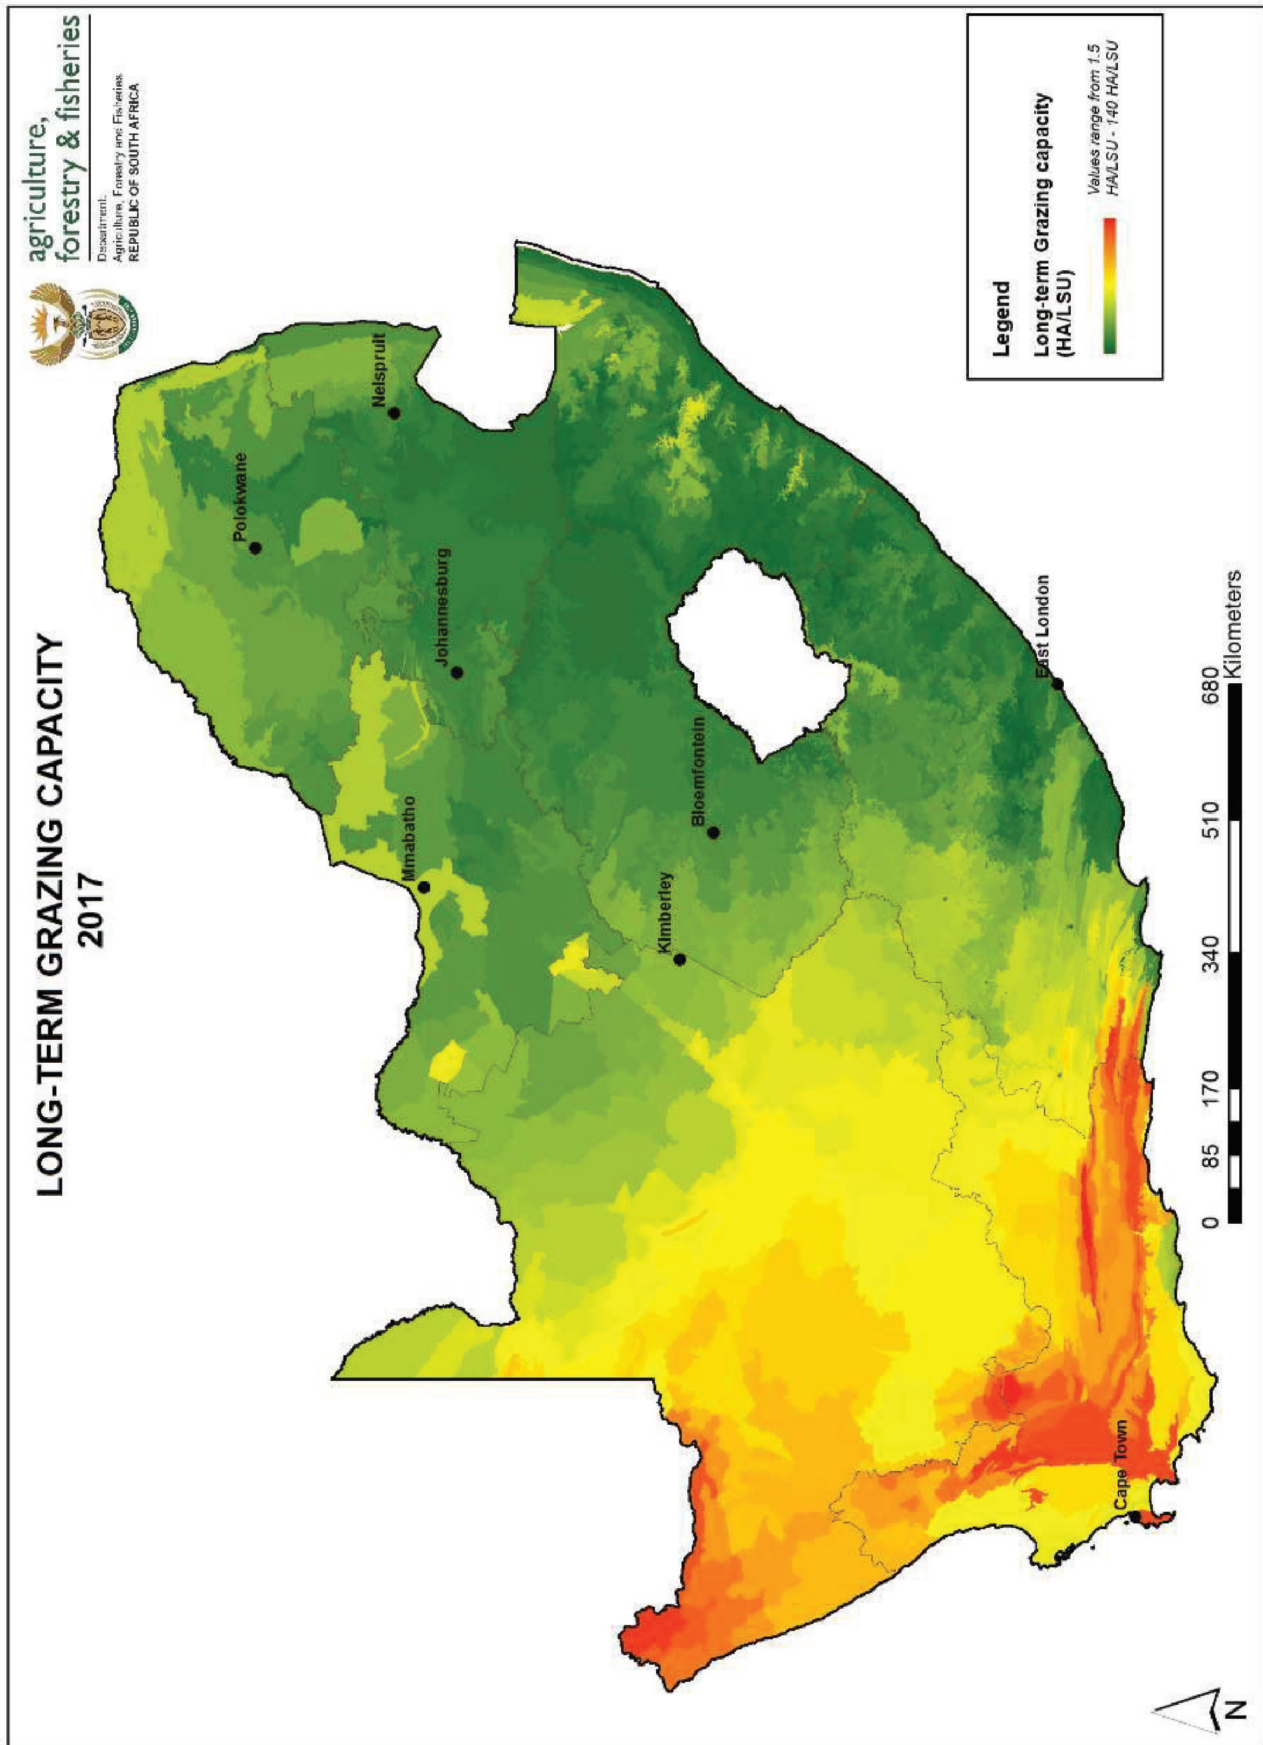 LONG-TERM GRAZING CAPACITY
2017
agriculture,
forestry & fisheries
Department:
Agriculture, Forestry and Fisheries
REPUBLIC OF SOUTH AFRICA
Polokwane
Nelspruit
Johannesburg
Mmabatho
Kimberley
Bloemfontein
East London
Cape Town
Legend
Long-term Grazing capacity
(HA/LSU)
Values range from 1.5
HA/LSU - 140 HA/LSU
0 85 170 340 510 680
Kilometers
N